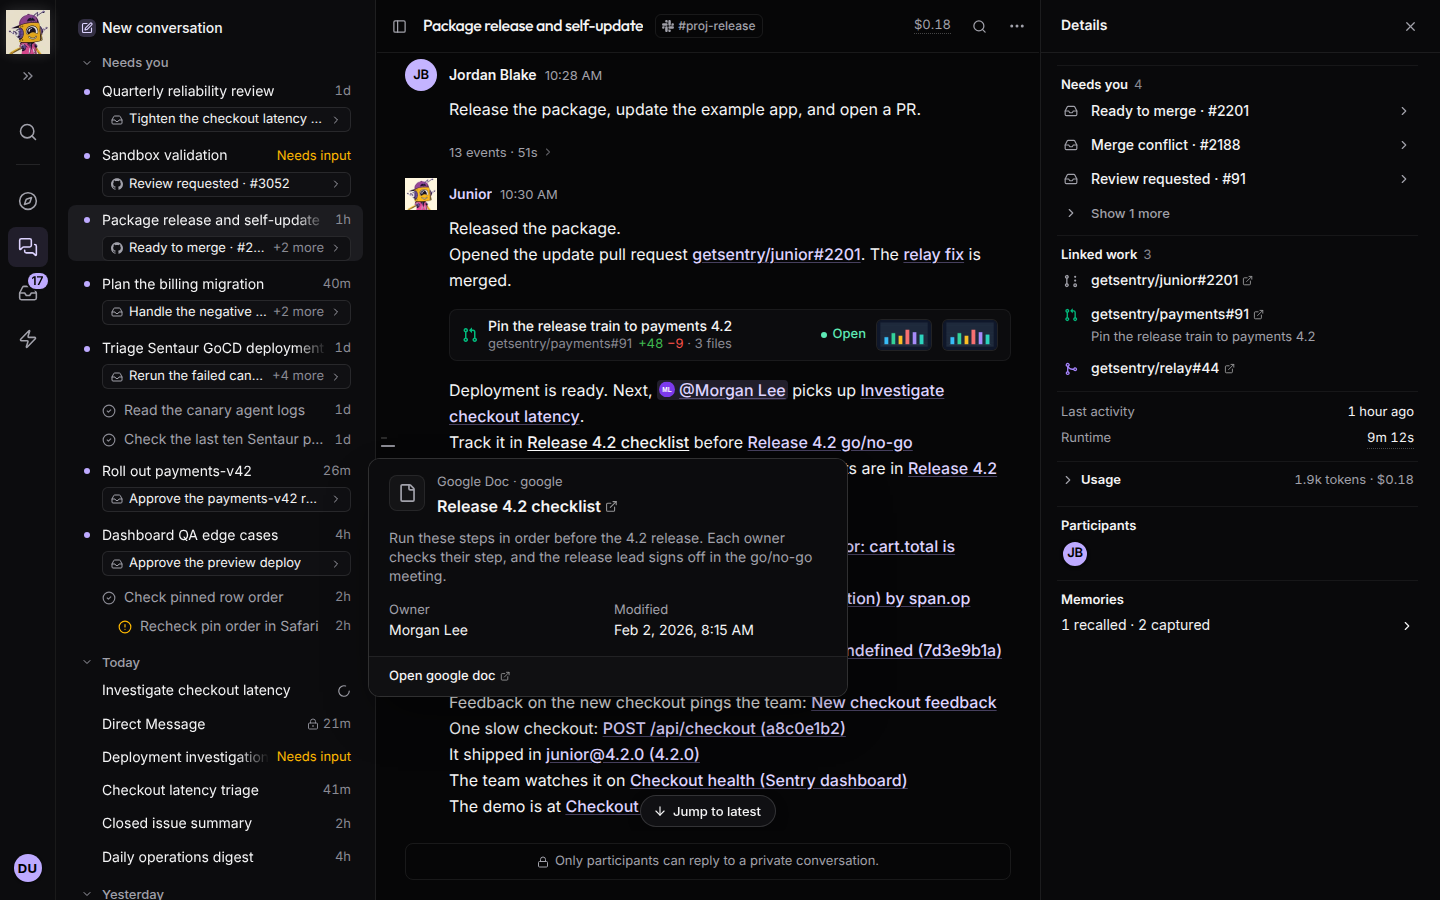 New conversation
Needs you
Quarterly reliability review 1d
Tighten the checkout latency ...
Sandbox validation Needs input
Review requested · #3052
Package release and self-update 1h
Ready to merge · #2... +2 more
Plan the billing migration 40m
Handle the negative ... +2 more
Triage Sentaur GoCD deployment 1d
Rerun the failed can... +4 more
Read the canary agent logs 1d
Check the last ten Sentaur p... 1d
Roll out payments-v42 26m
Approve the payments-v42 r...
Dashboard QA edge cases 4h
Approve the preview deploy
Check pinned row order 2h
Recheck pin order in Safari 2h
Today
Investigate checkout latency
Direct Message 21m
Deployment investigation Needs input
Checkout latency triage 41m
Closed issue summary 2h
Daily operations digest 4h
Yesterday
17
DU
Package release and self-update #proj-release $0.18
JB Jordan Blake 10:28 AM
Release the package, update the example app, and open a PR.
13 events · 51s
Junior 10:30 AM
Released the package.
Opened the update pull request getsentry/junior#2201. The relay fix is
merged.
Pin the release train to payments 4.2
getsentry/payments#91 +48 −9 · 3 files
Open
Deployment is ready. Next, ML @Morgan Lee picks up Investigate
checkout latency.
Track it in Release 4.2 checklist before Release 4.2 go/no-go
ts are in Release 4.2
Google Doc · google
Release 4.2 checklist
Run these steps in order before the 4.2 release. Each owner
checks their step, and the release lead signs off in the go/no-go
meeting.
Owner Modified
Morgan Lee Feb 2, 2026, 8:15 AM
Open google doc
or: cart.total is
tion) by span.op
ndefined (7d3e9b1a)
Feedback on the new checkout pings the team: New checkout feedback
One slow checkout: POST /api/checkout (a8c0e1b2)
It shipped in junior@4.2.0 (4.2.0)
The team watches it on Checkout health (Sentry dashboard)
The demo is at Checkout
Jump to latest
Only participants can reply to a private conversation.
Details
Needs you 4
Ready to merge · #2201
Merge conflict · #2188
Review requested · #91
Show 1 more
Linked work 3
getsentry/junior#2201
getsentry/payments#91
Pin the release train to payments 4.2
getsentry/relay#44
Last activity 1 hour ago
Runtime 9m 12s
Usage 1.9k tokens · $0.18
Participants
JB
Memories
1 recalled · 2 captured